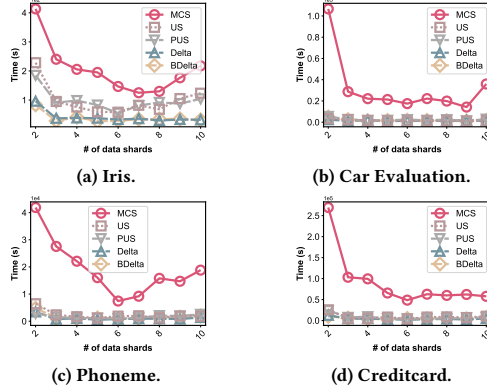 1e2
Time (s)
4
3
2
1
MCS
US
PUS
Delta
BDelta
2
4
6
8
10
# of data shards
(a) Iris.
Time (s)
1.0
0.8
0.6
0.4
0.2
0.0
MCS
US
PUS
Delta
BDelta
2
4
6
8
10
# of data shards
(b) Car Evaluation.
1e4
Time (s)
4
3
2
1
0
MCS
US
PUS
Delta
BDelta
2
4
6
8
10
# of data shards
(c) Phoneme.
1e5
Time (s)
2.5
2.0
1.5
1.0
0.5
0.0
MCS
US
PUS
Delta
BDelta
2
4
6
8
10
# of data shards
(d) Creditcard.